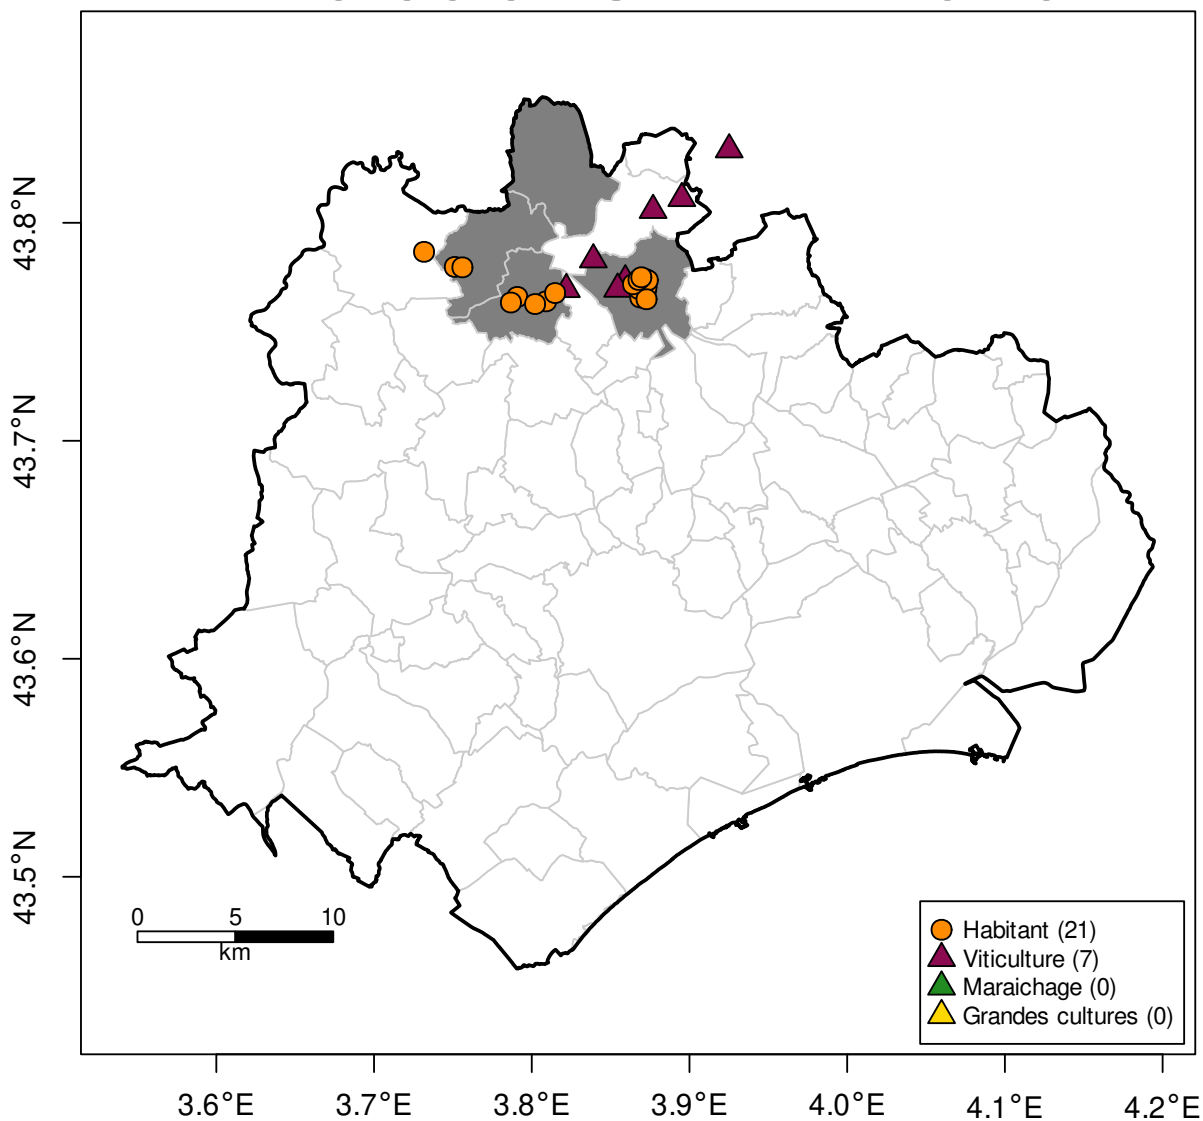 43.8°N
43.7°N
43.6°N
43.5°N
0 5 10
km
Habitant (21)
Viticulture (7)
Maraichage (0)
Grandes cultures (0)
3.6°E 3.7°E 3.8°E 3.9°E 4.0°E 4.1°E 4.2°E